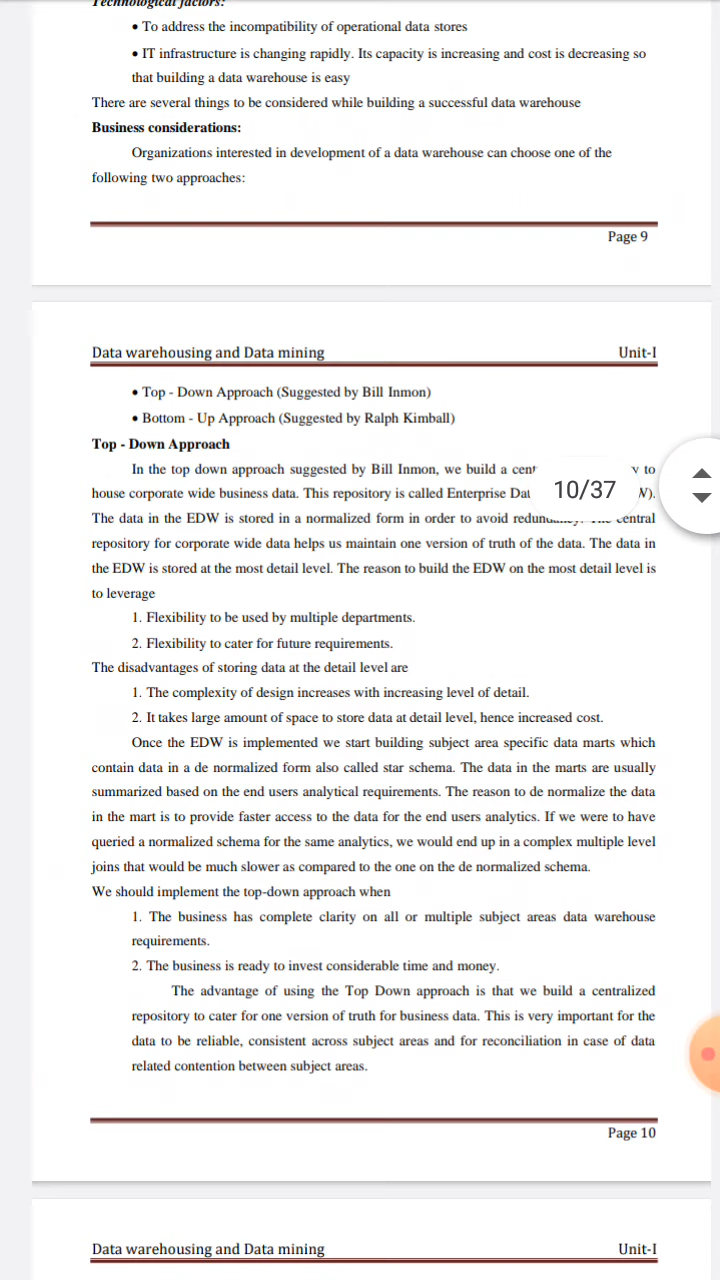 Technological factors:
• To address the incompatibility of operational data stores
• IT infrastructure is changing rapidly. Its capacity is increasing and cost is decreasing so
that building a data warehouse is easy
There are several things to be considered while building a successful data warehouse
Business considerations:
Organizations interested in development of a data warehouse can choose one of the
following two approaches:
Page 9
Data warehousing and Data mining Unit-I
• Top - Down Approach (Suggested by Bill Inmon)
• Bottom - Up Approach (Suggested by Ralph Kimball)
Top - Down Approach
In the top down approach suggested by Bill Inmon, we build a to
house corporate wide business data. This repository is called Enterprise
10/37
The data in the EDW is stored in a normalized form in order to avoid central
repository for corporate wide data helps us maintain one version of truth of the data. The data in
the EDW is stored at the most detail level. The reason to build the EDW on the most detail level is
to leverage
1. Flexibility to be used by multiple departments.
2. Flexibility to cater for future requirements.
The disadvantages of storing data at the detail level are
1. The complexity of design increases with increasing level of detail.
2. It takes large amount of space to store data at detail level, hence increased cost.
Once the EDW is implemented we start building subject area specific data marts which
contain data in a de normalized form also called star schema. The data in the marts are usually
summarized based on the end users analytical requirements. The reason to de normalize the data
in the mart is to provide faster access to the data for the end users analytics. If we were to have
queried a normalized schema for the same analytics, we would end up in a complex multiple level
joins that would be much slower as compared to the one on the de normalized schema.
We should implement the top-down approach when
1. The business has complete clarity on all or multiple subject areas data warehouse
requirements.
2. The business is ready to invest considerable time and money.
The advantage of using the Top Down approach is that we build a centralized
repository to cater for one version of truth for business data. This is very important for the
data to be reliable, consistent across subject areas and for reconciliation in case of data
related contention between subject areas.
Page 10
Data warehousing and Data mining Unit-I